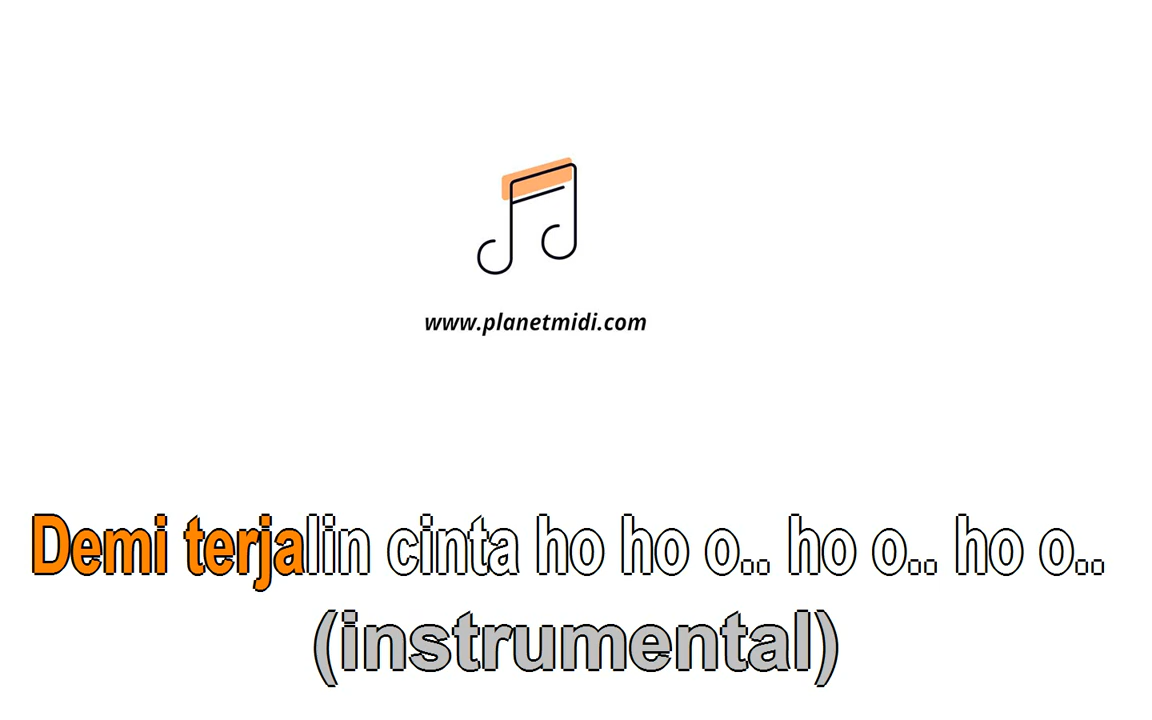 www.planetmidi.com
Demi terjalin cinta ho ho o.. ho o.. ho o..
(instrumental)